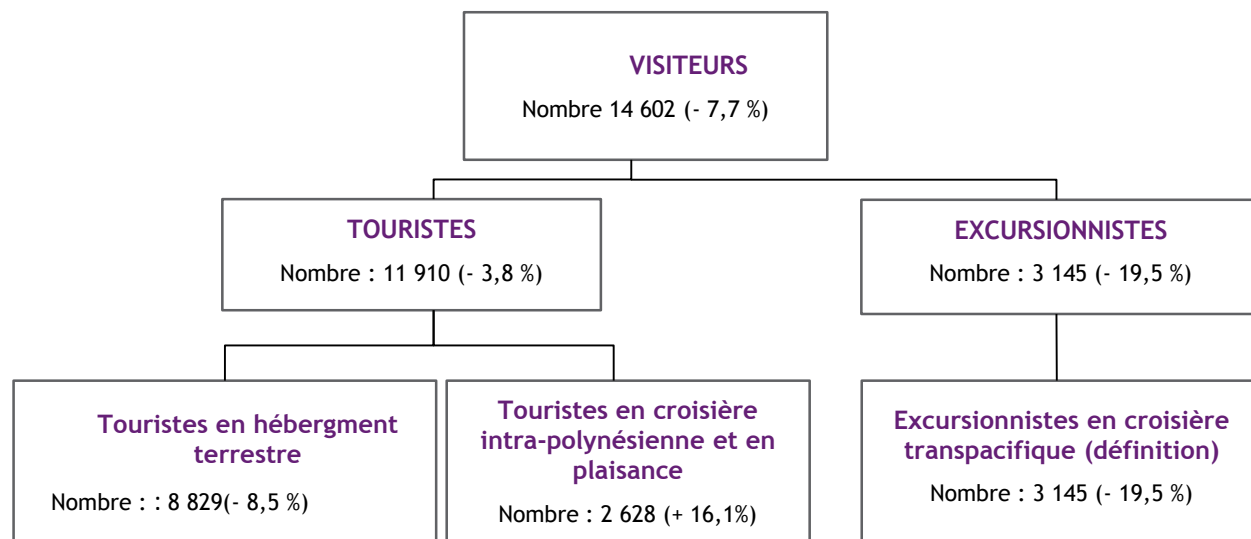 VISITEURS
Nombre 14 602 (- 7,7 %)
TOURISTES
Nombre : 11 910 (- 3,8 %)
EXCURSIONNISTES
Nombre : 3 145 (- 19,5 %)
Touristes en hébergment
terrestre
Nombre : : 8 829(- 8,5 %)
Touristes en croisière
intra-polynésienne et en
plaisance
Nombre : 2 628 (+ 16,1%)
Excursionnistes en croisière
transpacifique (définition)
Nombre : 3 145 (- 19,5 %)